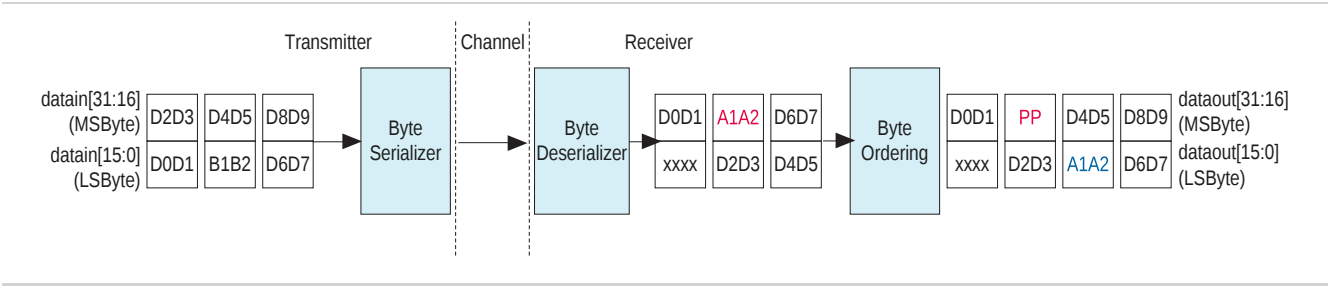 Transmitter
Channel
Receiver
datain[31:16]
(MSByte)
D2D3 D4D5 D8D9
datain[15:0]
(LSByte)
D0D1 B1B2 D6D7
Byte
Serializer
Byte
Deserializer
D0D1 A1A2 D6D7
xxxx D2D3 D4D5
Byte
Ordering
D0D1 PP D4D5 D8D9
xxxx D2D3 A1A2 D6D7
dataout[31:16]
(MSByte)
dataout[15:0]
(LSByte)